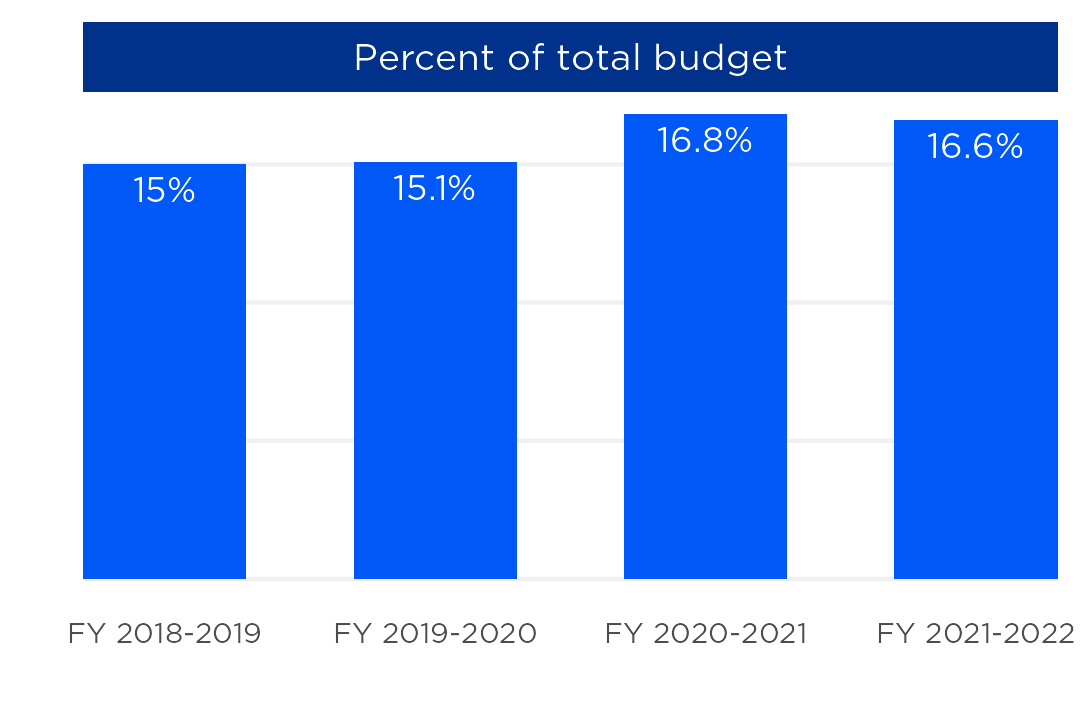 Percent of total budget
15%
15.1%
16.8%
16.6%
FY 2018-2019
FY 2019-2020
FY 2020-2021
FY 2021-2022